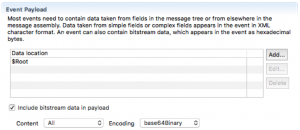 Event Payload
Most events need to contain data taken from fields in the message tree or from elsewhere in the
message assembly. Data taken from simple fields or complex fields appears in the event in XML
character format. An event can also contain bitstream data, which appears in the event as hexadecimal
bytes.
Data location
$Root
Add...
Edit...
Delete
Include bitstream data in payload
Content All Encoding base64Binary